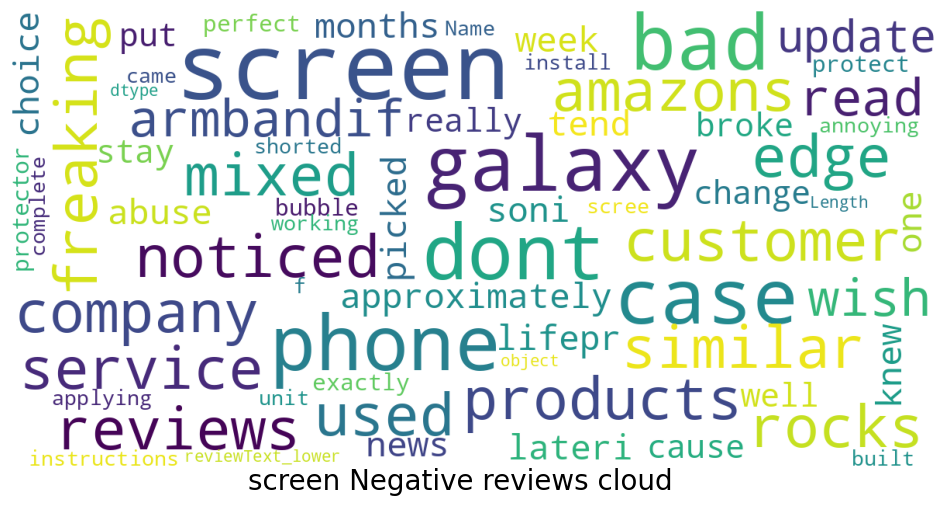 choice
freaking
put
perfect
months
Name
screen
week
install
bad
update
protect
came
dtype
amazons
read
armbandif
really
tend
broke
annoying
stay
shorted
mixed
picked
galaxy
edge
change
Length
protector
complete
abuse
bubble
working
soni
scree
one
noticed
dont
customer
f
approximately
case
wish
company
phone
lifepr
similar
knew
service
object
exactly
applying
unit
used
products
well
reviews
news
lateri
cause
rocks
instructions
reviewText_lower
built
screen Negative reviews cloud